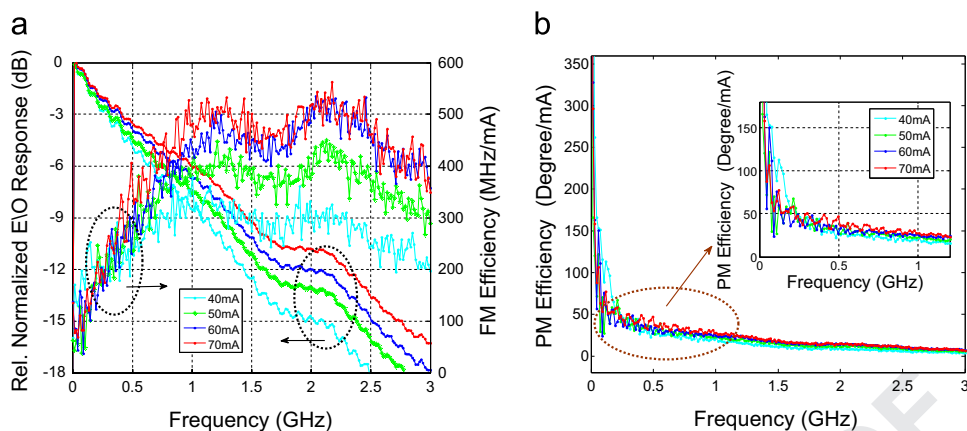 a
Rel. Normalized E\O Response (dB)
0
-3
-6
-9
-12
-15
-18
600
500
400
300
200
100
0
FM Efficiency (MHz/mA)
40mA
50mA
60mA
70mA
0 0.5 1 1.5 2 2.5 3
Frequency (GHz)
b
PM Efficiency (Degree/mA)
350
300
250
200
150
100
50
0
0 0.5 1 1.5 2 2.5 3
Frequency (GHz)
PM Efficiency (Degree/mA)
150
100
50
0
0 0.5 1
Frequency (GHz)
40mA
50mA
60mA
70mA